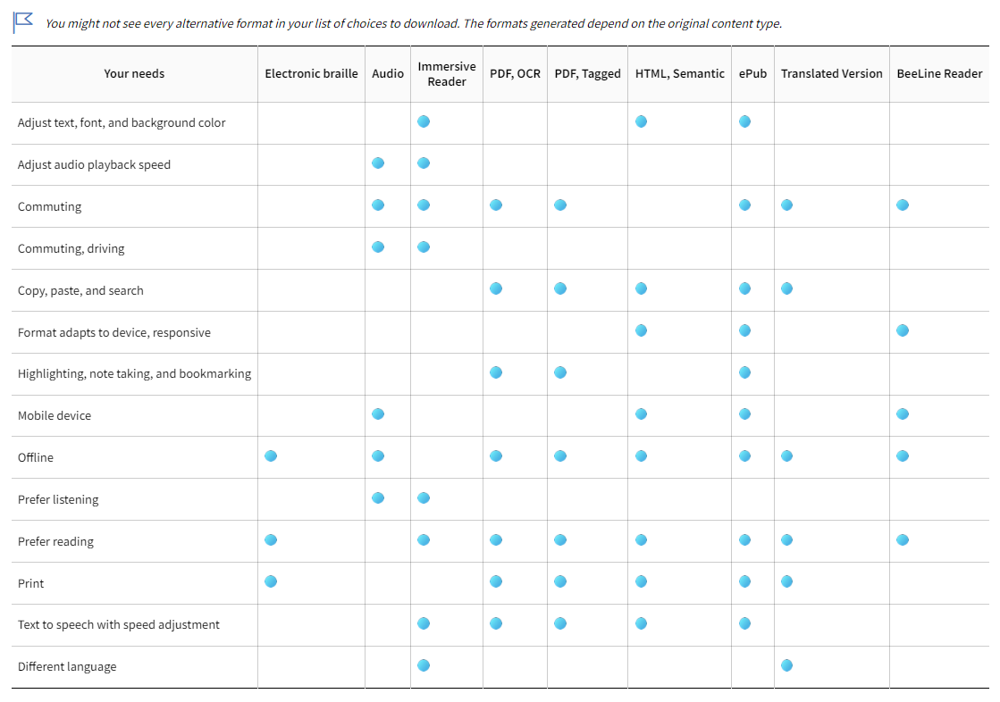 You might not see every alternative format in your list of choices to download. The formats generated depend on the original content type.
Your needs Electronic braille Audio Immersive Reader PDF, OCR PDF, Tagged HTML, Semantic ePub Translated Version BeeLine Reader
Adjust text, font, and background color
Adjust audio playback speed
Commuting
Commuting, driving
Copy, paste, and search
Format adapts to device, responsive
Highlighting, note taking, and bookmarking
Mobile device
Offline
Prefer listening
Prefer reading
Print
Text to speech with speed adjustment
Different language